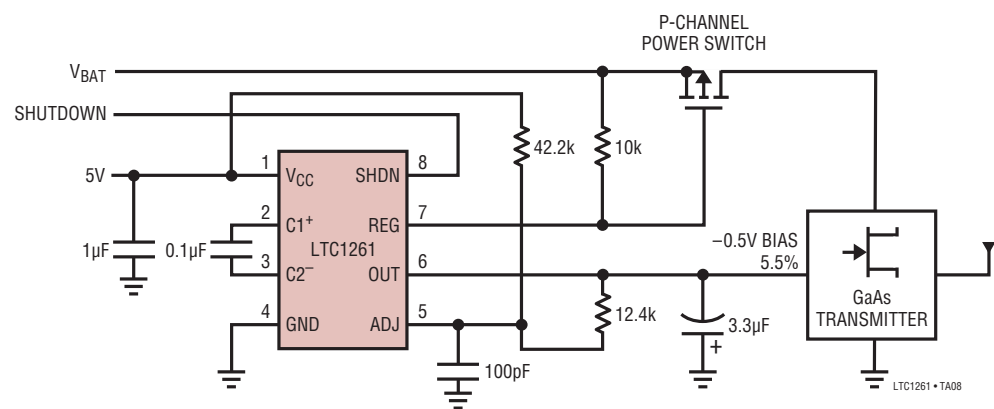 P-CHANNEL
POWER SWITCH
VBAT
SHUTDOWN
42.2k
10k
5V
1
VCC
SHDN
8
2
C1+
REG
7
LTC1261
1µF
0.1µF
3
C2–
OUT
6
–0.5V BIAS
5.5%
4
GND
ADJ
5
12.4k
3.3µF
+
100pF
GaAs
TRANSMITTER
LTC1261 • TA08